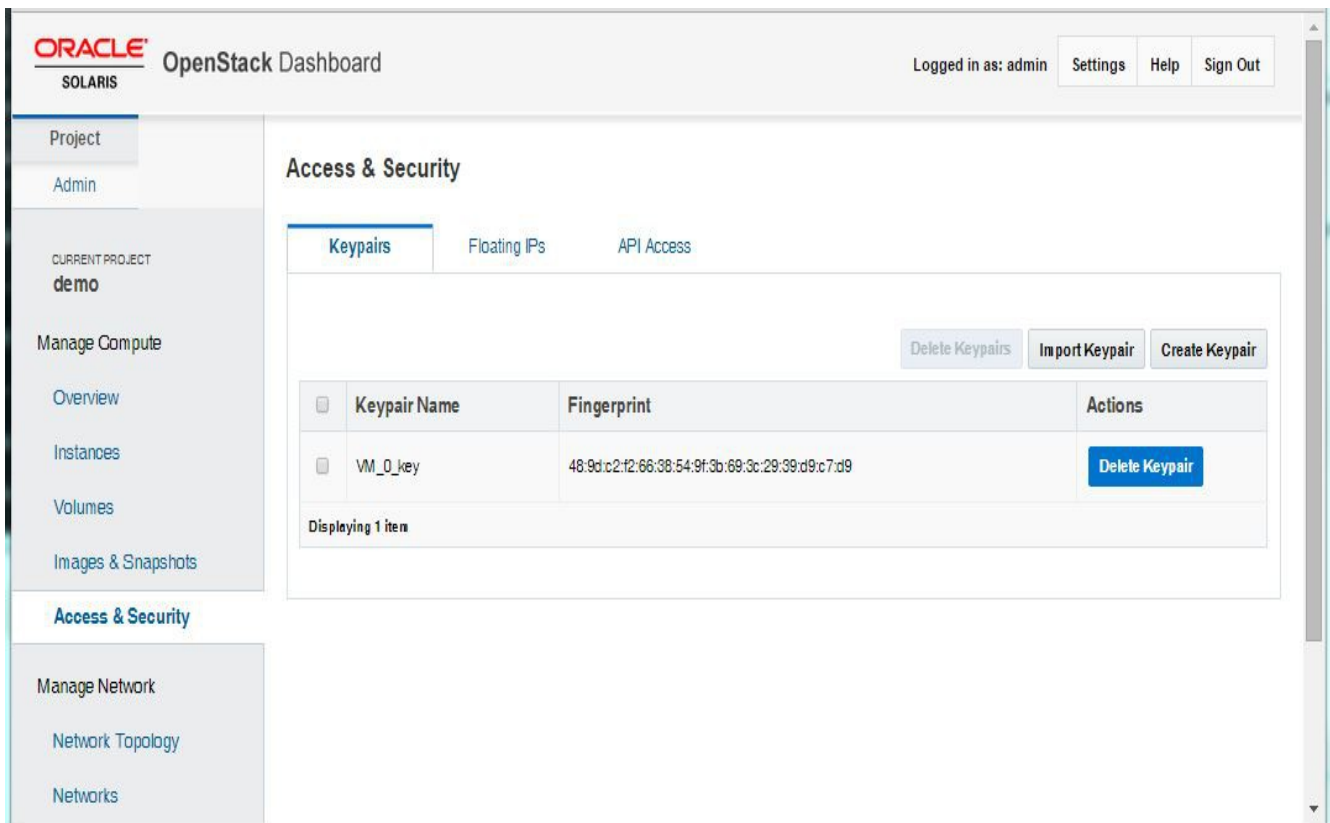 ORACLE
SOLARIS
OpenStack Dashboard
Logged in as: admin
Settings
Help
Sign Out
Project
Admin
CURRENT PROJECT
demo
Manage Compute
Overview
Instances
Volumes
Images & Snapshots
Access & Security
Manage Network
Network Topology
Networks
Access & Security
Keypairs
Floating IPs
API Access
Delete Keypairs
Import Keypair
Create Keypair
Keypair Name
Fingerprint
Actions
VM_0_key
48:9d:c2:f2:66:38:54:9f:3b:69:3c:29:39:d9:c7:d9
Delete Keypair
Displaying 1 item